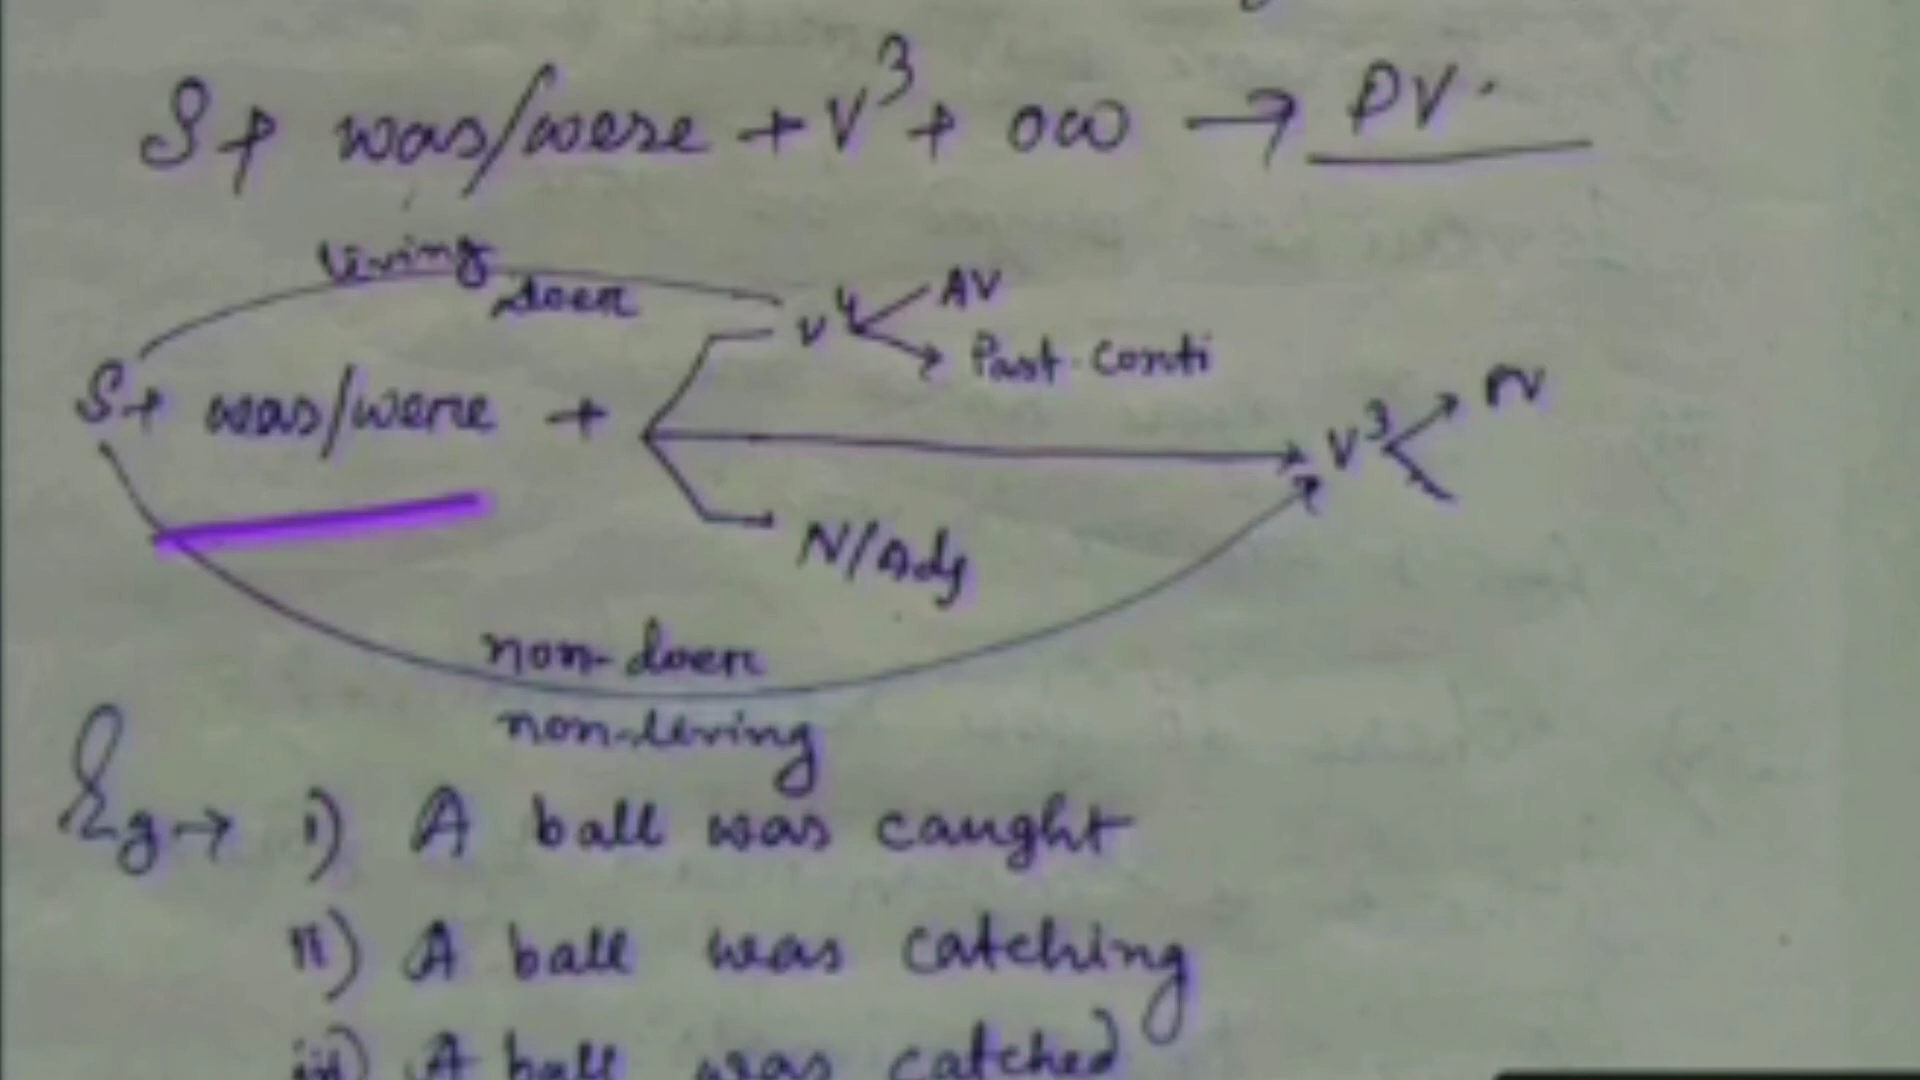 S + was/were + V³ + OW → PV.
living
doer
V⁴ AV
Past. Conti
S + was/were +
V³ PV
N/Adj
non-doer
non-living
Eg → i) A ball was caught
ii) A ball was catching
iii) A ball was catched